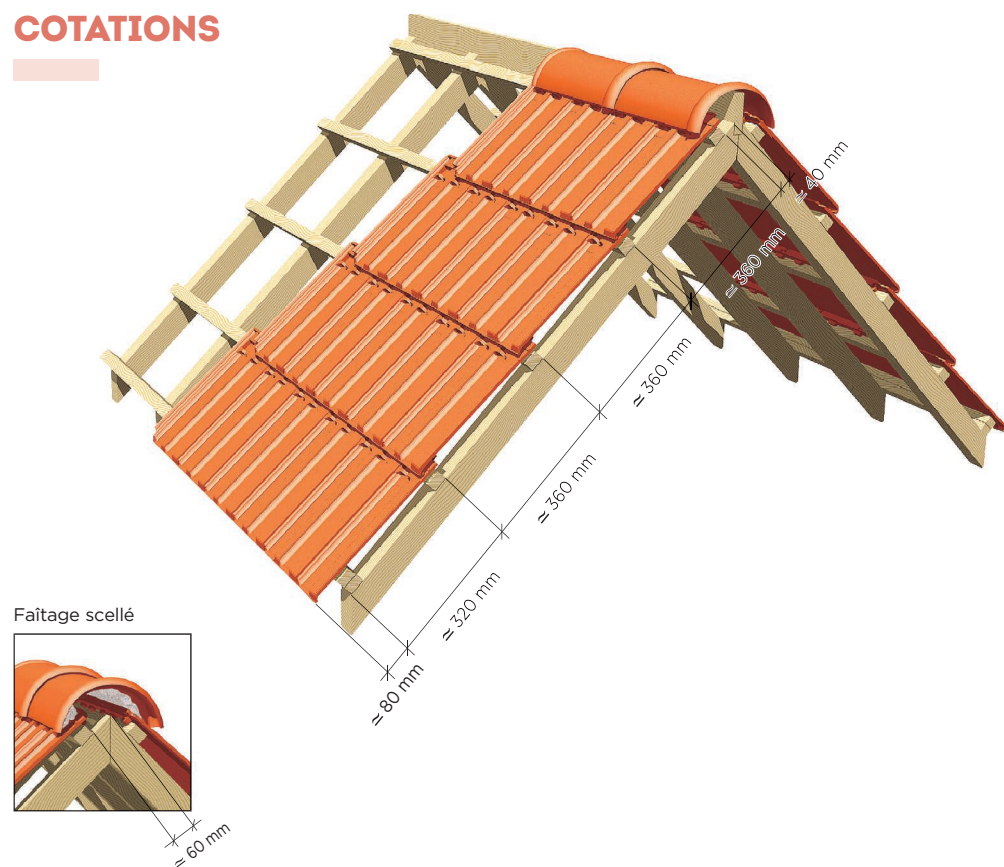 COTATIONS
≃ 40 mm
≃ 360 mm
≃ 360 mm
≃ 360 mm
≃ 320 mm
≃ 80 mm
Faîtage scellé
≃ 60 mm